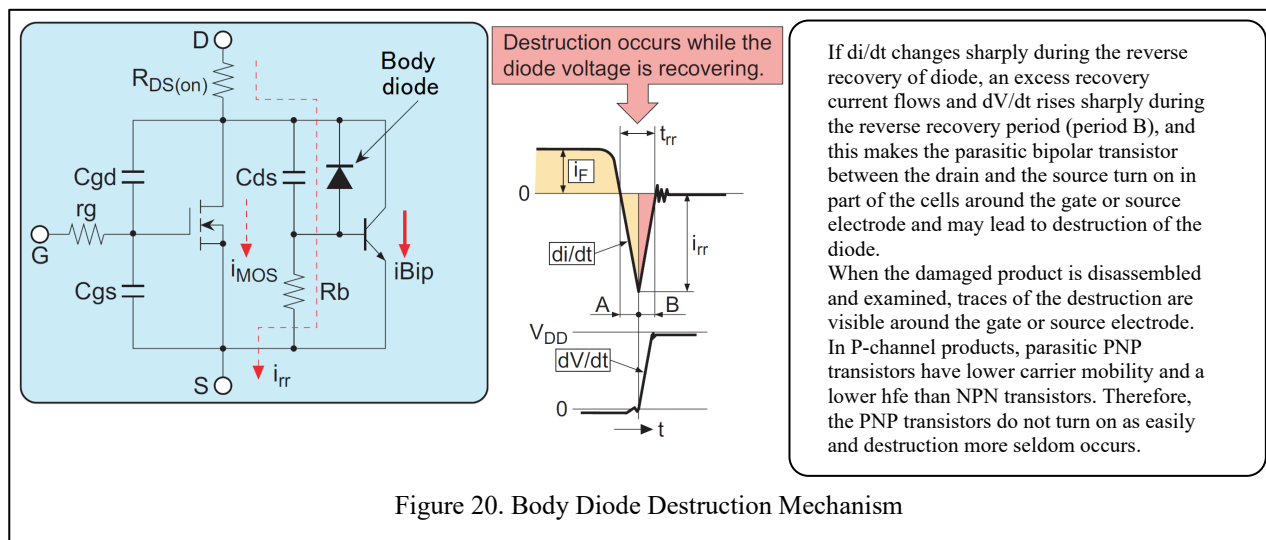 D
R_DS(on)
Body
diode
Cgd
Cds
rg
G
i_MOS
iBip
Cgs
Rb
i_rr
S
Destruction occurs while the
diode voltage is recovering.
t_rr
i_F
0
di/dt
i_rr
A
B
V_DD
dV/dt
0
t
If di/dt changes sharply during the reverse
recovery of diode, an excess recovery
current flows and dV/dt rises sharply during
the reverse recovery period (period B), and
this makes the parasitic bipolar transistor
between the drain and the source turn on in
part of the cells around the gate or source
electrode and may lead to destruction of the
diode.
When the damaged product is disassembled
and examined, traces of the destruction are
visible around the gate or source electrode.
In P-channel products, parasitic PNP
transistors have lower carrier mobility and a
lower hfe than NPN transistors. Therefore,
the PNP transistors do not turn on as easily
and destruction more seldom occurs.
Figure 20. Body Diode Destruction Mechanism